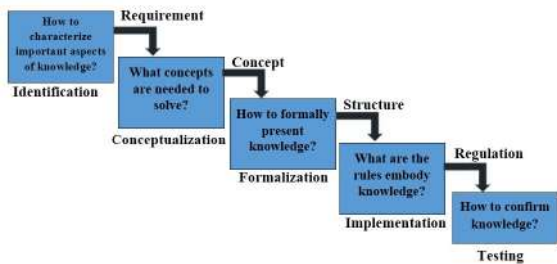 How to
characterize
important aspects
of knowledge?
Requirement
Identification
What concepts
are needed to
solve?
Concept
Conceptualization
How to formally
present
knowledge?
Structure
Formalization
What are the
rules embody
knowledge?
Regulation
Implementation
How to confirm
knowledge?
Testing